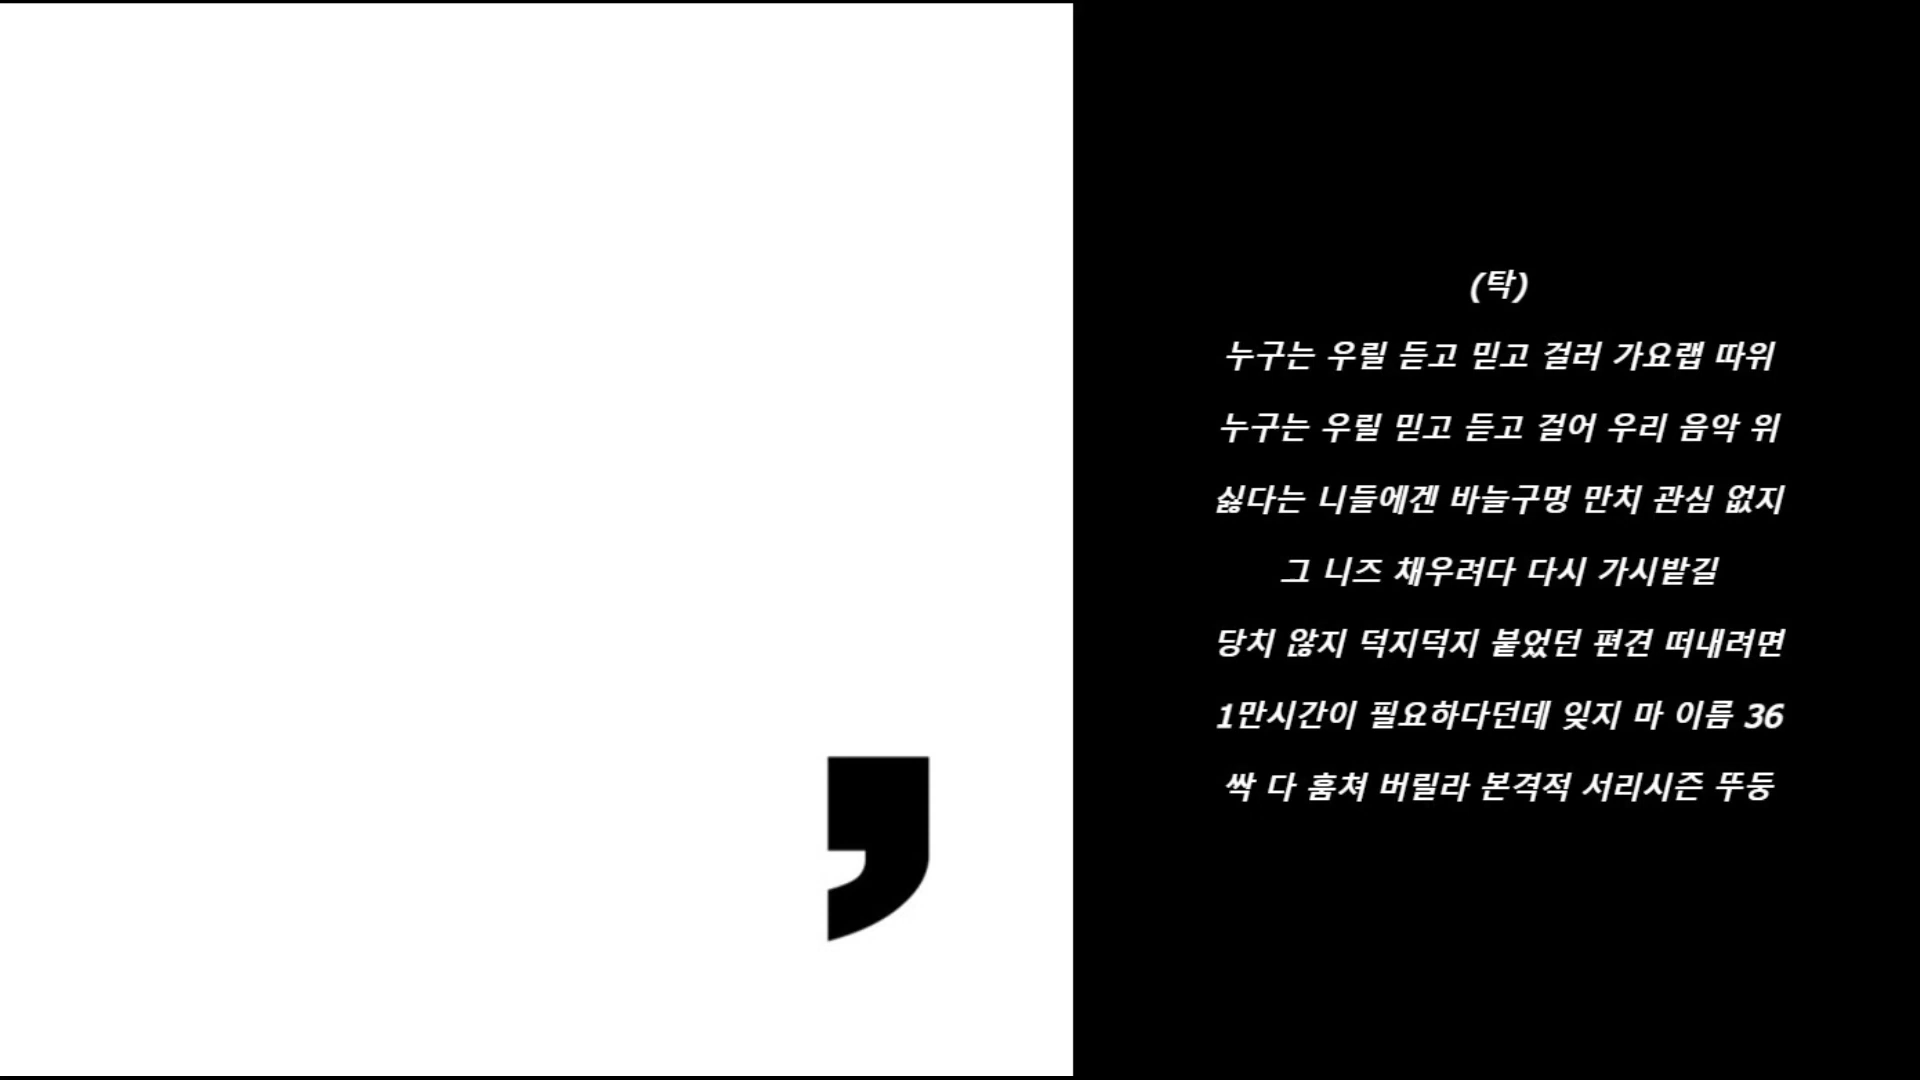 ,
(탁)
누구는 우릴 듣고 믿고 걸러 가요랩 따위
누구는 우릴 믿고 듣고 걸어 우리 음악 위
싫다는 니들에겐 바늘구멍 만치 관심 없지
그 니즈 채우려다 다시 가시밭길
당치 않지 덕지덕지 붙었던 편견 떠내려면
1만시간이 필요하다던데 잊지 마 이름 36
싹 다 훔쳐 버릴라 본격적 서리시즌 뚜둥